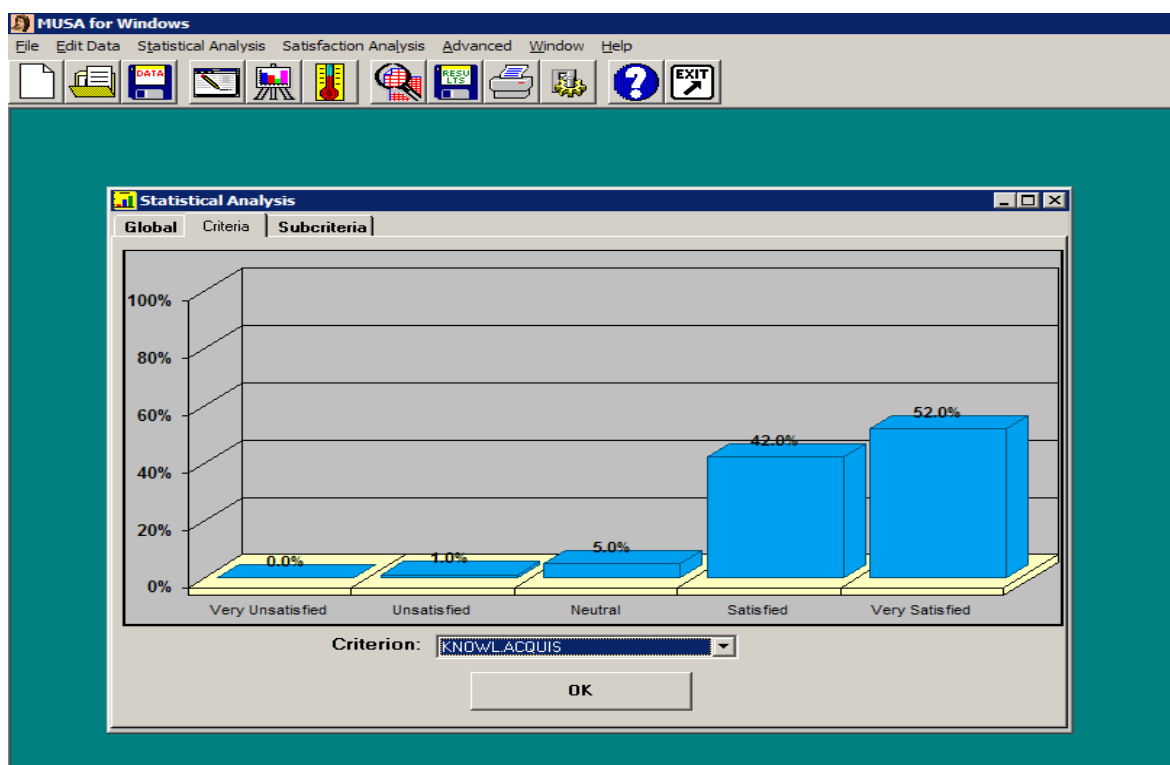 MUSA for Windows
File Edit Data Statistical Analysis Satisfaction Analysis Advanced Window Help
DATA RESU LTS ? EXIT
Statistical Analysis
Global Criteria Subcriteria
100%
80%
60%
40%
20%
0%
0.0% 1.0% 5.0% 42.0% 52.0%
Very Unsatisfied Unsatisfied Neutral Satisfied Very Satisfied
Criterion: KNOWL.ACQUIS
OK